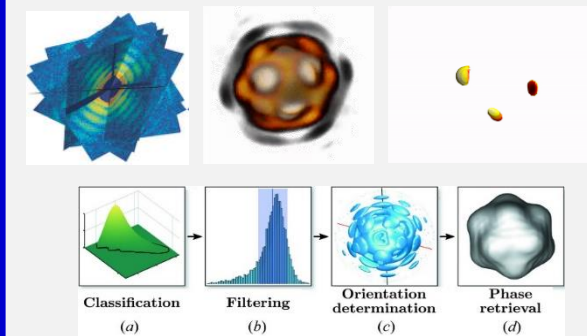 Classification
Filtering
Orientation
determination
Phase
retrieval
(a)
(b)
(c)
(d)